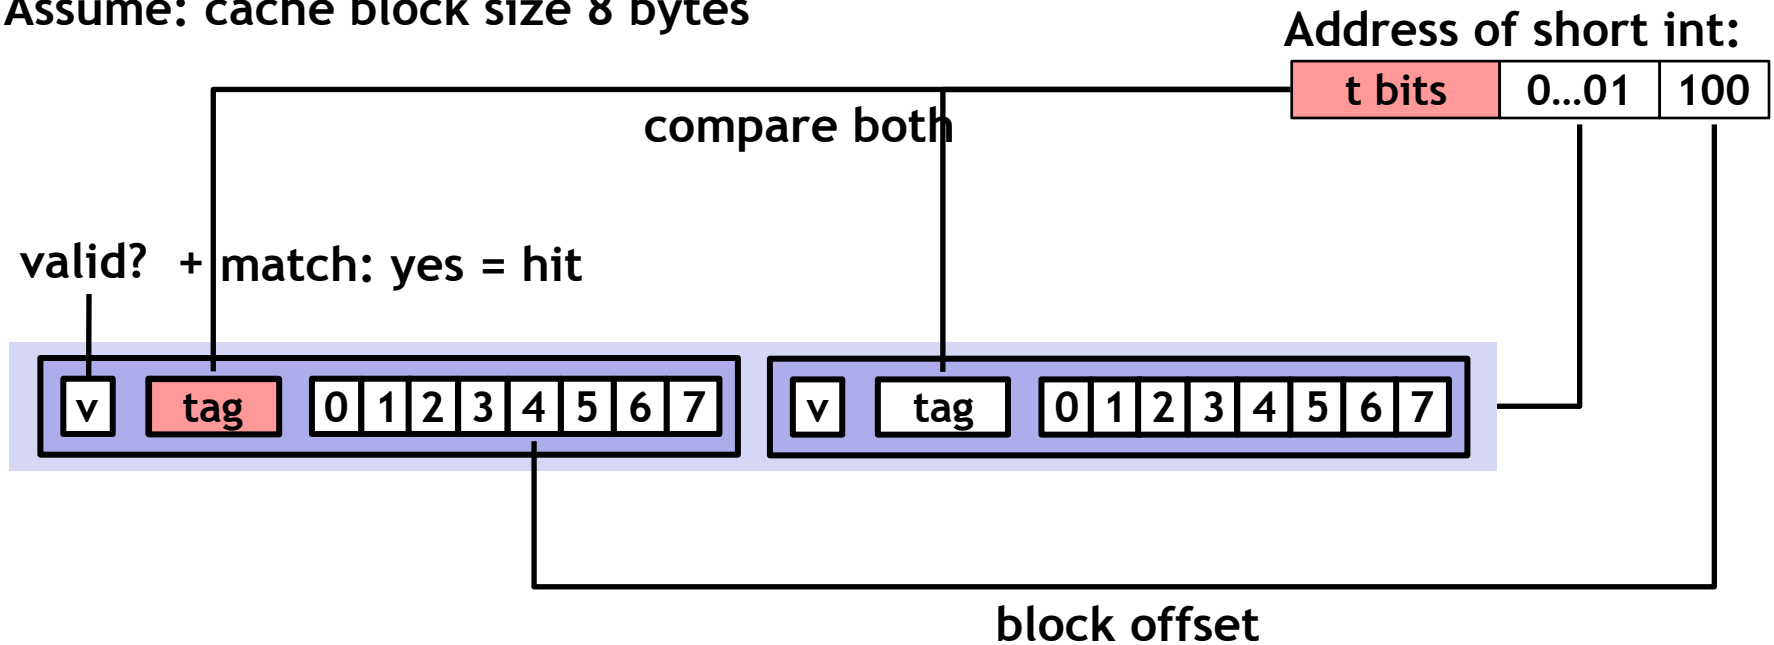 Assume: cache block size 8 bytes
Address of short int:
t bits 0...01 100
compare both
valid? + match: yes = hit
v tag 0 1 2 3 4 5 6 7 v tag 0 1 2 3 4 5 6 7
block offset